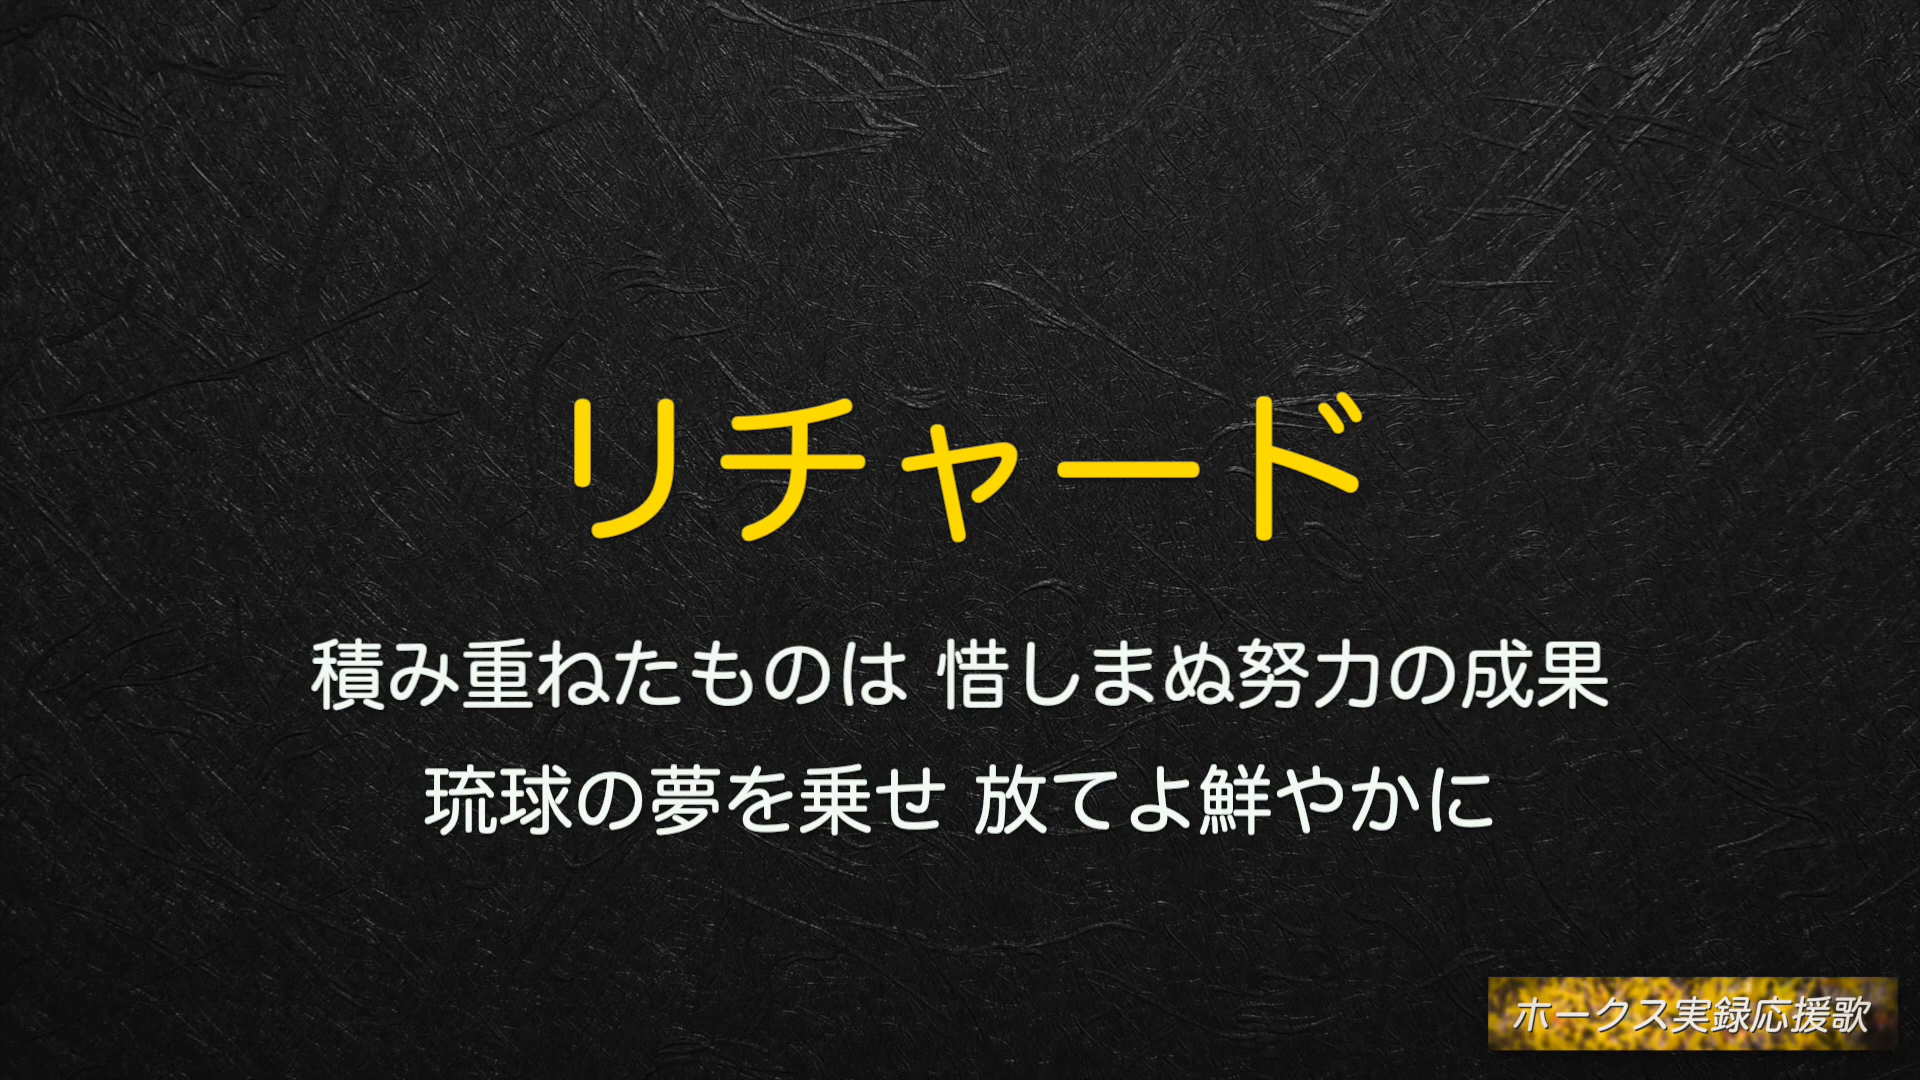 リチャード
積み重ねたものは 惜しまぬ努力の成果
琉球の夢を乗せ 放てよ鮮やかに
ホークス実録応援歌